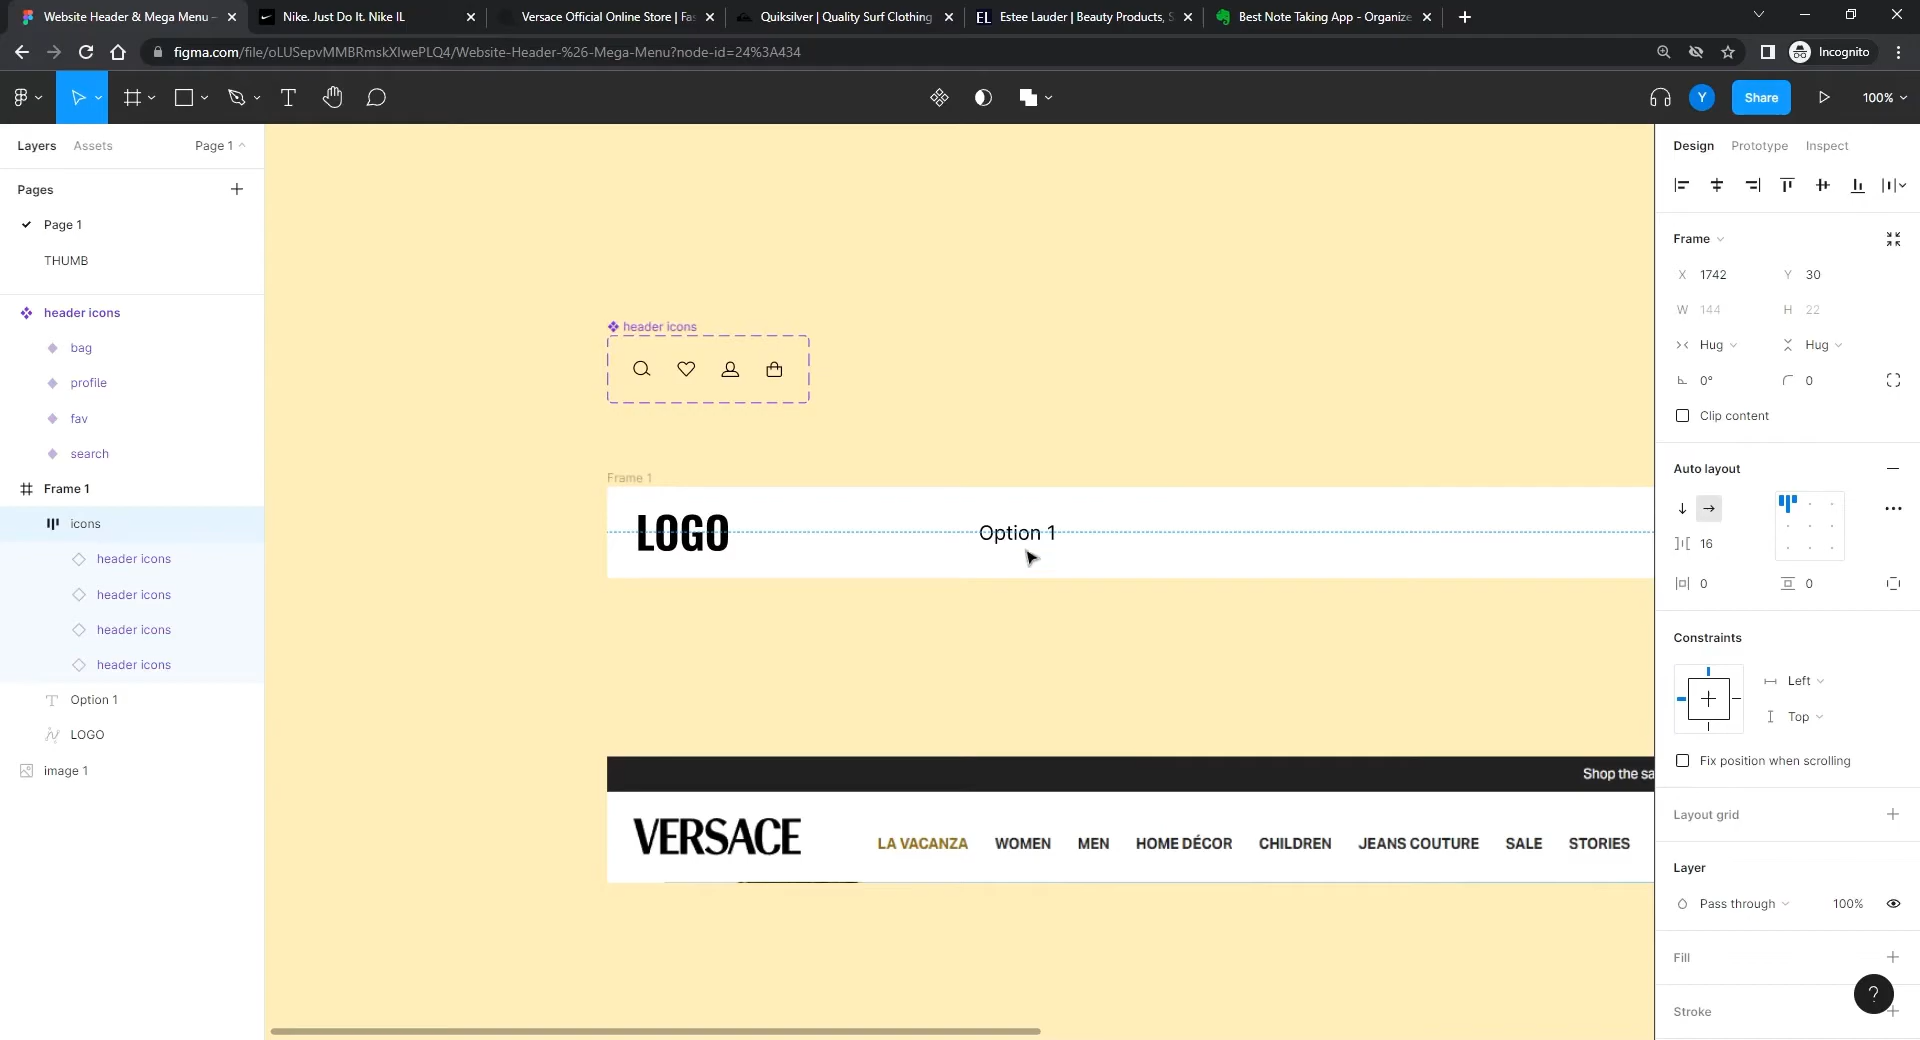 Website Header & Mega Menu –
Nike. Just Do It. Nike IL
Versace Official Online Store | Fas
Quiksilver | Quality Surf Clothing
EL
Estee Lauder | Beauty Products, S
Best Note Taking App - Organize
figma.com/file/oLUSepvMMBRmskXlwePLQ4/Website-Header-%26-Mega-Menu?node-id=24%3A434
Incognito
Y
Share
100%
Layers
Assets
Page 1
Pages
Page 1
THUMB
header icons
bag
profile
fav
search
Frame 1
icons
header icons
header icons
header icons
header icons
Option 1
LOGO
image 1
header icons
Frame 1
LOGO
Option 1
Shop the sa
VERSACE
LA VACANZA
WOMEN
MEN
HOME DÉCOR
CHILDREN
JEANS COUTURE
SALE
STORIES
Design
Prototype
Inspect
Frame
X 1742
Y 30
W 144
H 22
Hug
Hug
0°
0
Clip content
Auto layout
16
0
0
Constraints
Left
Top
Fix position when scrolling
Layout grid
Layer
Pass through
100%
Fill
?
Stroke